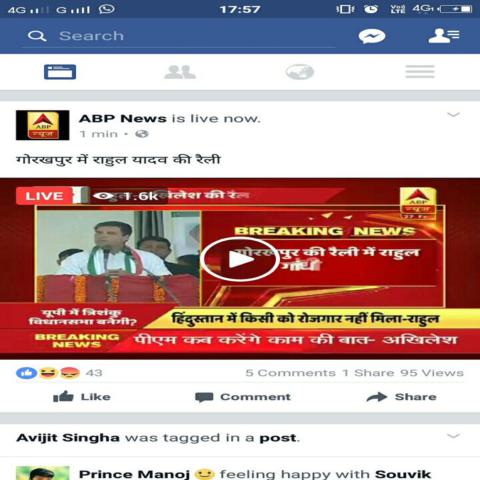 4G G 17:57 VoD LTE 4G
Search
ABP News is live now.
1 min
गोरखपुर में राहुल यादव की रैली
LIVE 1.6k खिलेश की रैल
ABP न्यूज़
BREAKING NEWS
गोरखपुर की रैली में राहुल
गांधी
यूपी में त्रिशंकु
विधानसभा बनेगी?
हिंदुस्तान में किसी को रोजगार नहीं मिला-राहुल
BREAKING NEWS पीएम कब करेंगे काम की बात- अखिलेश
43 5 Comments 1 Share 95 Views
Like Comment Share
Avijit Singha was tagged in a post.
Prince Manoj feeling happy with Souvik